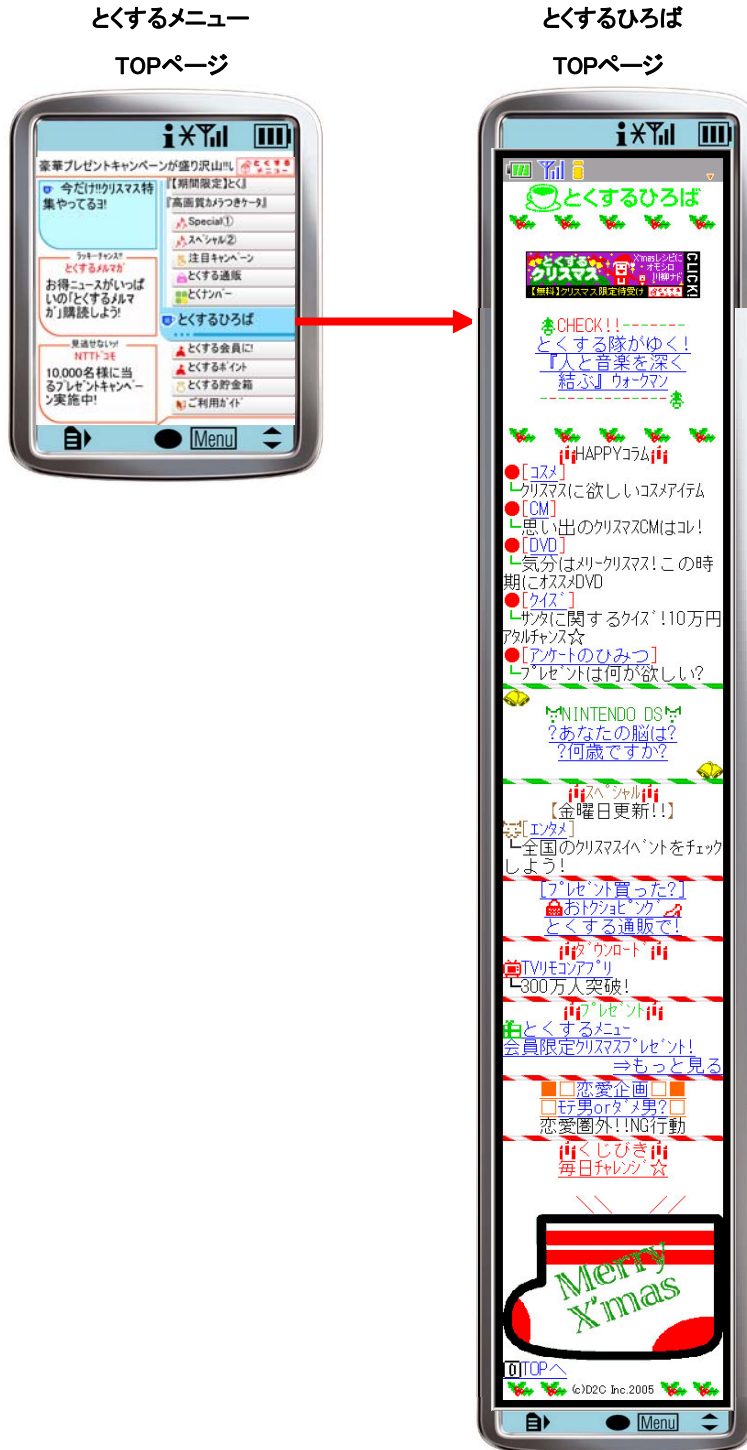 とくするメニュー
TOPページ
豪華プレゼントキャンペーンが盛り沢山!!
とくするメニュー
今だけ!!クリスマス特
集やってるヨ!
ラッキーチャンス!!
とくするメルマガ
お得ニュースがいっぱ
いの「とくするメルマ
ガ」購読しよう!
見逃せないッ!
NTTドコモ
10,000名様に当
るプレゼントキャンペー
ン実施中!
『【期間限定】とく』
『高画質カメラつきケータ』
Special①
スペシャル②
注目キャンペーン
とくする通販
とくナンバー
とくするひろば
とくする会員に!
とくするポイント
とくする貯金箱
ご利用ガイド
Menu
とくするひろば
TOPページ
とくするひろば
とくする
クリスマス
X'masレシピに
・オモシロ
川柳ナド
CLICK!
【無料】クリスマス限定待受け
CHECK!!-------
とくする隊がゆく!
『人と音楽を深く
結ぶ』ウォークマン
---------------
HAPPYコラム
●[コスメ]
└クリスマスに欲しいコスメアイテム
●[CM]
└思い出のクリスマスCMはコレ!
●[DVD]
└気分はメリークリスマス!この時
期にオススメDVD
●[クイズ]
└サンタに関するクイズ!10万円
アタルチャンス☆
●[アンケートのひみつ]
└プレゼントは何が欲しい?
NINTENDO DS
?あなたの脳は?
?何歳ですか?
スペシャル
【金曜日更新!!】
[エンタメ]
└全国のクリスマスイベントをチェック
しよう!
[プレゼント買った?]
おトクショピング
とくする通販で!
ダウンロード
TVリモコンアプリ
└300万人突破!
プレゼント
とくするメニュー
会員限定クリスマスプレゼント!
⇒もっと見る
■□恋愛企画□■
□モテ男orダメ男?□
恋愛圏外!!NG行動
くじびき
毎日チャレンジ☆
Merry
X'mas
0TOPへ
(c)D2C Inc.2005
Menu